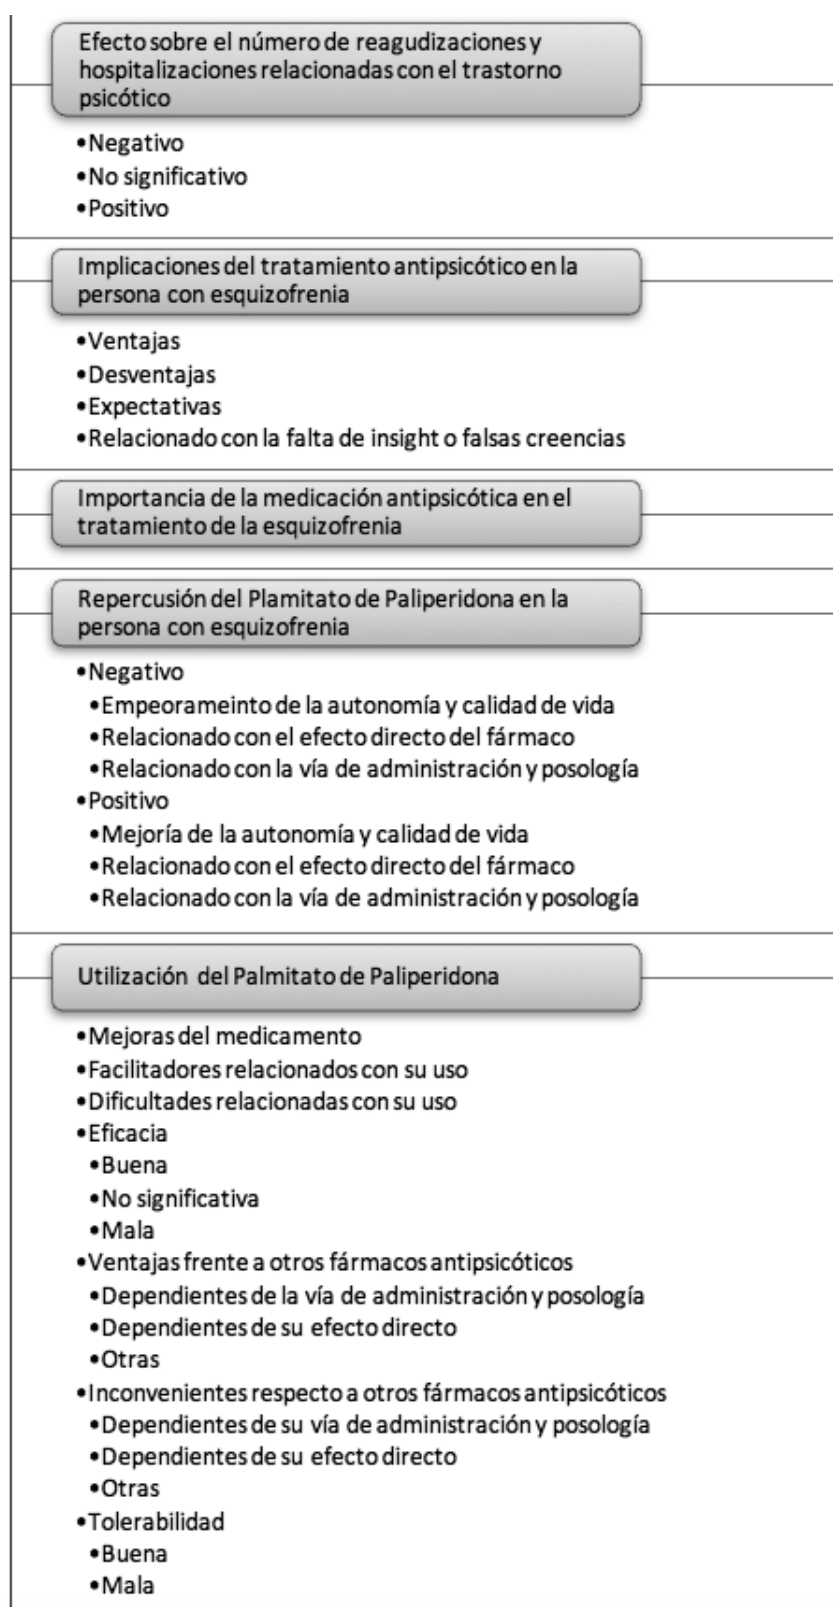 Efecto sobre el número de reagudizaciones y
hospitalizaciones relacionadas con el trastorno
psicótico
•Negativo
•No significativo
•Positivo
Implicaciones del tratamiento antipsicótico en la
persona con esquizofrenia
•Ventajas
•Desventajas
•Expectativas
•Relacionado con la falta de insight o falsas creencias
Importancia de la medicación antipsicótica en el
tratamiento de la esquizofrenia
Repercusión del Plamitato de Paliperidona en la
persona con esquizofrenia
•Negativo
•Empeorameinto de la autonomía y calidad de vida
•Relacionado con el efecto directo del fármaco
•Relacionado con la vía de administración y posología
•Positivo
•Mejoría de la autonomía y calidad de vida
•Relacionado con el efecto directo del fármaco
•Relacionado con la vía de administración y posología
Utilización del Palmitato de Paliperidona
•Mejoras del medicamento
•Facilitadores relacionados con su uso
•Dificultades relacionadas con su uso
•Eficacia
•Buena
•No significativa
•Mala
•Ventajas frente a otros fármacos antipsicóticos
•Dependientes de la vía de administración y posología
•Dependientes de su efecto directo
•Otras
•Inconvenientes respecto a otros fármacos antipsicóticos
•Dependientes de su vía de administración y posología
•Dependientes de su efecto directo
•Otras
•Tolerabilidad
•Buena
•Mala